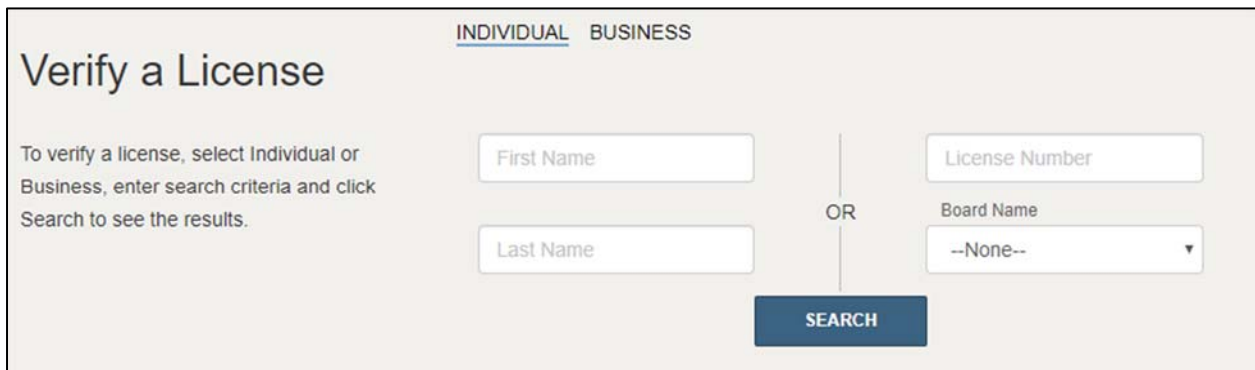 INDIVIDUAL BUSINESS
Verify a License
To verify a license, select Individual or
Business, enter search criteria and click
Search to see the results.
First Name
Last Name
OR
License Number
Board Name
--None--
SEARCH